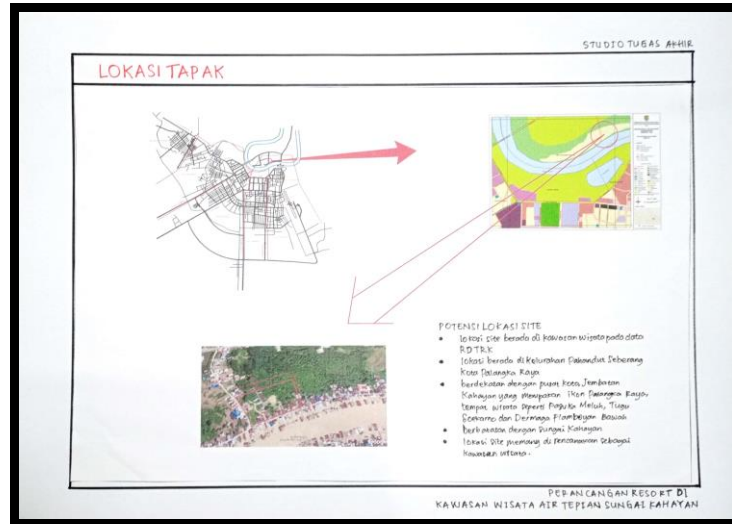 STUDIO TUGAS AKHIR
LOKASI TAPAK
POTENSI LOKASI SITE
• lokasi site berada di kawasan wisata pada data
RDTRK
• lokasi berada di kelurahan Pahandut Seberang
Kota Palangka Raya
• berdekatan dengan pusat kota, Jembatan
Kahayan yang merupakan ikon Palangka Raya,
tempat wisata seperti Pasuk Meluh, Tugu
Soekarno dan Dermaga Flamboyan Bawah
• Berbatasan dengan Sungai Kahayan
• lokasi site memang di rencanakan sebagai
kawasan wisata.
PERANCANGAN RESORT DI
KAWASAN WISATA AIR TEPIAN SUNGAI KAHAYAN